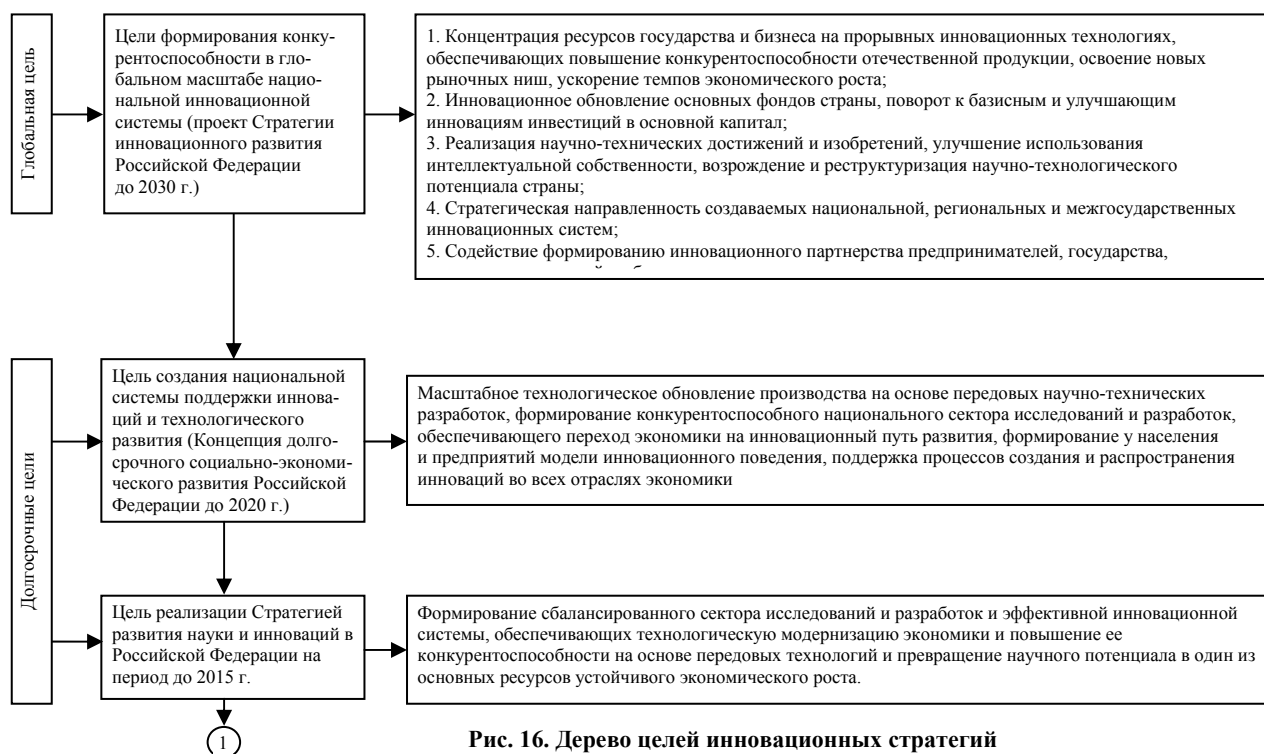 Глобальная цель
Цели формирования конку-
рентоспособности в гло-
бальном масштабе нацио-
нальной инновационной
системы (проект Стратегии
инновационного развития
Российской Федерации
до 2030 г.)
1. Концентрация ресурсов государства и бизнеса на прорывных инновационных технологиях,
обеспечивающих повышение конкурентоспособности отечественной продукции, освоение новых
рыночных ниш, ускорение темпов экономического роста;
2. Инновационное обновление основных фондов страны, поворот к базисным и улучшающим
инновациям инвестиций в основной капитал;
3. Реализация научно-технических достижений и изобретений, улучшение использования
интеллектуальной собственности, возрождение и реструктуризация научно-технологического
потенциала страны;
4. Стратегическая направленность создаваемых национальной, региональных и межгосударственных
инновационных систем;
5. Содействие формированию инновационного партнерства предпринимателей, государства,
Долгосрочные цели
Цель создания национальной
системы поддержки иннова-
ций и технологического
развития (Концепция долго-
срочного социально-экономи-
ческого развития Российской
Федерации до 2020 г.)
Масштабное технологическое обновление производства на основе передовых научно-технических
разработок, формирование конкурентоспособного национального сектора исследований и разработок,
обеспечивающего переход экономики на инновационный путь развития, формирование у населения
и предприятий модели инновационного поведения, поддержка процессов создания и распространения
инноваций во всех отраслях экономики
Цель реализации Стратегией
развития науки и инноваций в
Российской Федерации на
период до 2015 г.
Формирование сбалансированного сектора исследований и разработок и эффективной инновационной
системы, обеспечивающих технологическую модернизацию экономики и повышение ее
конкурентоспособности на основе передовых технологий и превращение научного потенциала в один из
основных ресурсов устойчивого экономического роста.
1
Рис. 16. Дерево целей инновационных стратегий